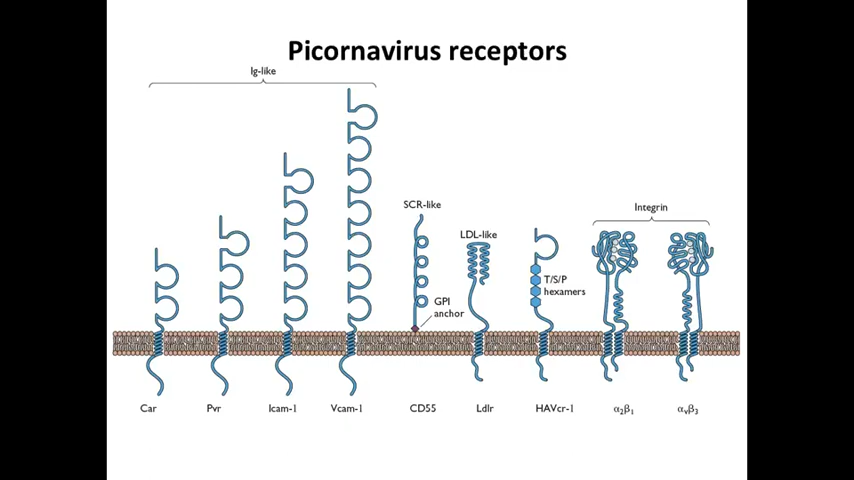 Picornavirus receptors
Ig-like
SCR-like
Integrin
LDL-like
T/S/P
hexamers
GPI
anchor
Car
Pvr
Icam-1
Vcam-1
CD55
Ldlr
HAVcr-1
α2β1
αvβ3